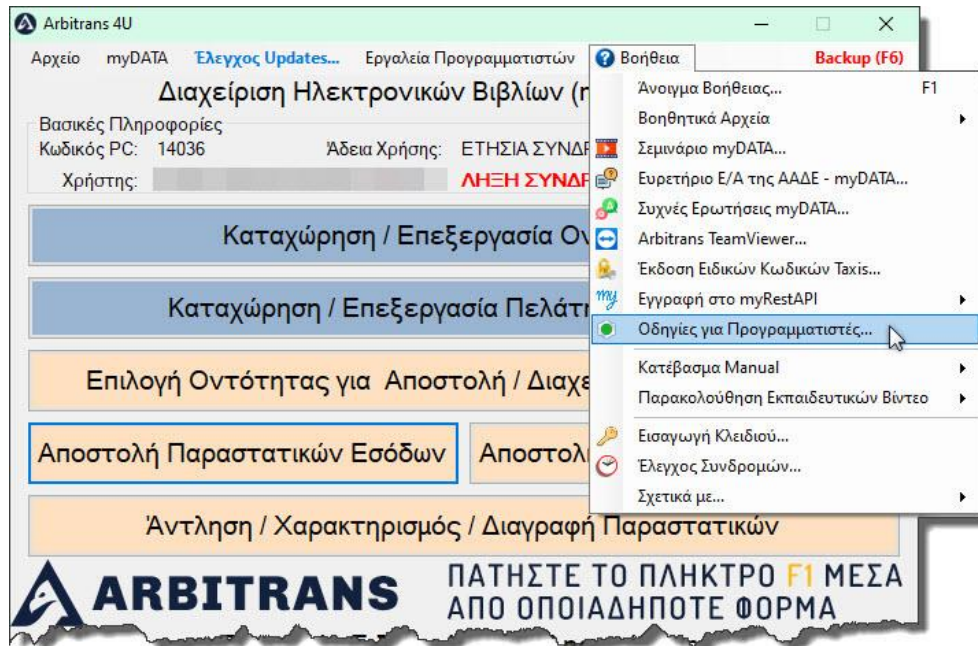 Arbitrans 4U
Αρχείο myDATA Έλεγχος Updates... Εργαλεία Προγραμματιστών Βοήθεια Backup (F6)
Διαχείριση Ηλεκτρονικών Βιβλίων (
Βασικές Πληροφορίες
Κωδικός PC: 14036 Άδεια Χρήσης: ΕΤΗΣΙΑ ΣΥΝΔ
Χρήστης: ΛΗΞΗ ΣΥΝΔ
Καταχώρηση / Επεξεργασία Ον
Καταχώρηση / Επεξεργασία Πελάτ
Επιλογή Οντότητας για Αποστολή / Διαχε
Αποστολή Παραστατικών Εσόδων Αποστολ
Άντληση / Χαρακτηρισμός / Διαγραφή Παραστατικών
Άνοιγμα Βοήθειας... F1
Βοηθητικά Αρχεία
Σεμινάριο myDATA...
Ευρετήριο Ε/Α της ΑΑΔΕ - myDATA...
Συχνές Ερωτήσεις myDATA...
Arbitrans TeamViewer...
Έκδοση Ειδικών Κωδικών Taxis...
my Εγγραφή στο myRestAPI
Οδηγίες για Προγραμματιστές...
Κατέβασμα Manual
Παρακολούθηση Εκπαιδευτικών Βίντεο
Εισαγωγή Κλειδιού...
Έλεγχος Συνδρομών...
Σχετικά με...
ARBITRANS
ΠΑΤΗΣΤΕ ΤΟ ΠΛΗΚΤΡΟ F1 ΜΕΣΑ
ΑΠΟ ΟΠΟΙΑΔΗΠΟΤΕ ΦΟΡΜΑ